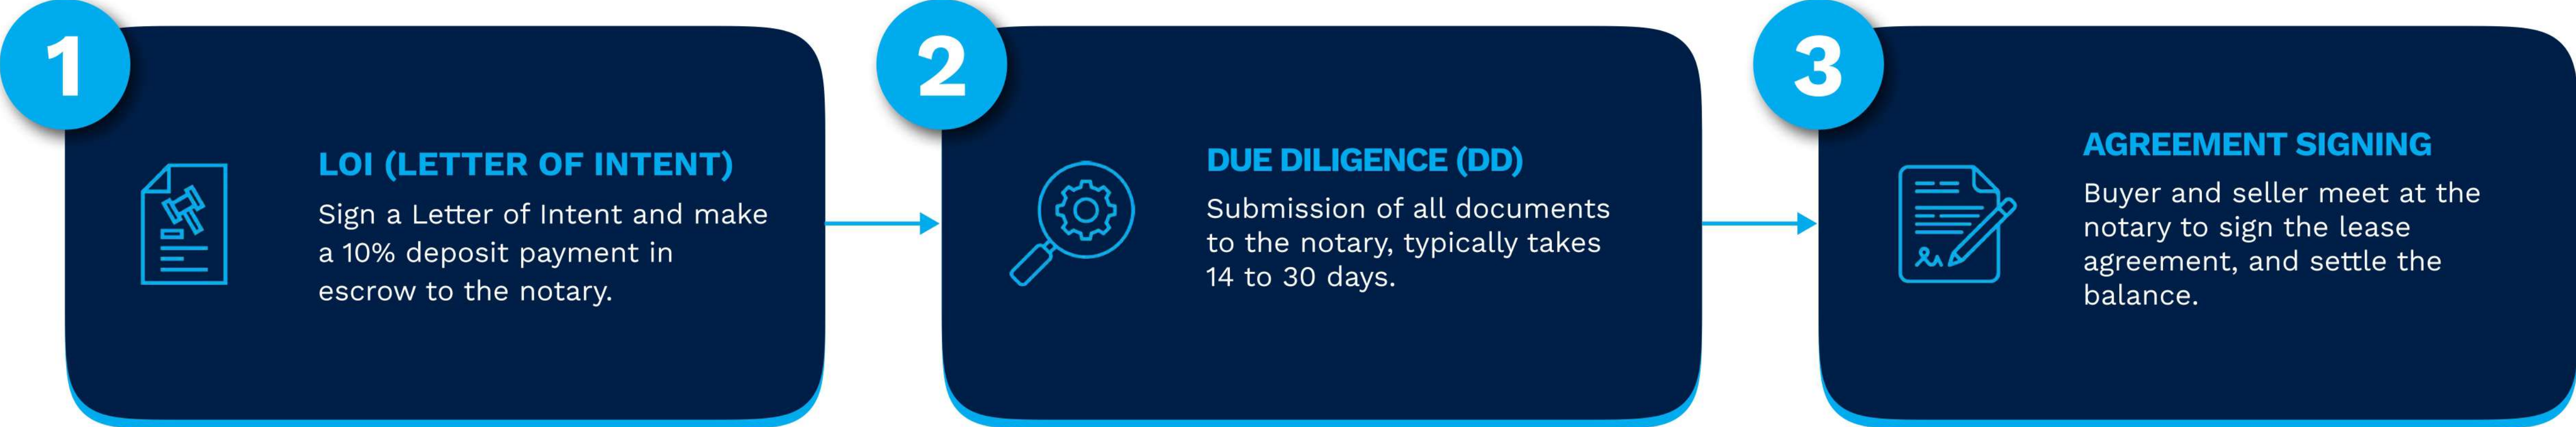 1
LOI (LETTER OF INTENT)
Sign a Letter of Intent and make
a 10% deposit payment in
escrow to the notary.
2
DUE DILIGENCE (DD)
Submission of all documents
to the notary, typically takes
14 to 30 days.
3
AGREEMENT SIGNING
Buyer and seller meet at the
notary to sign the lease
agreement, and settle the
balance.